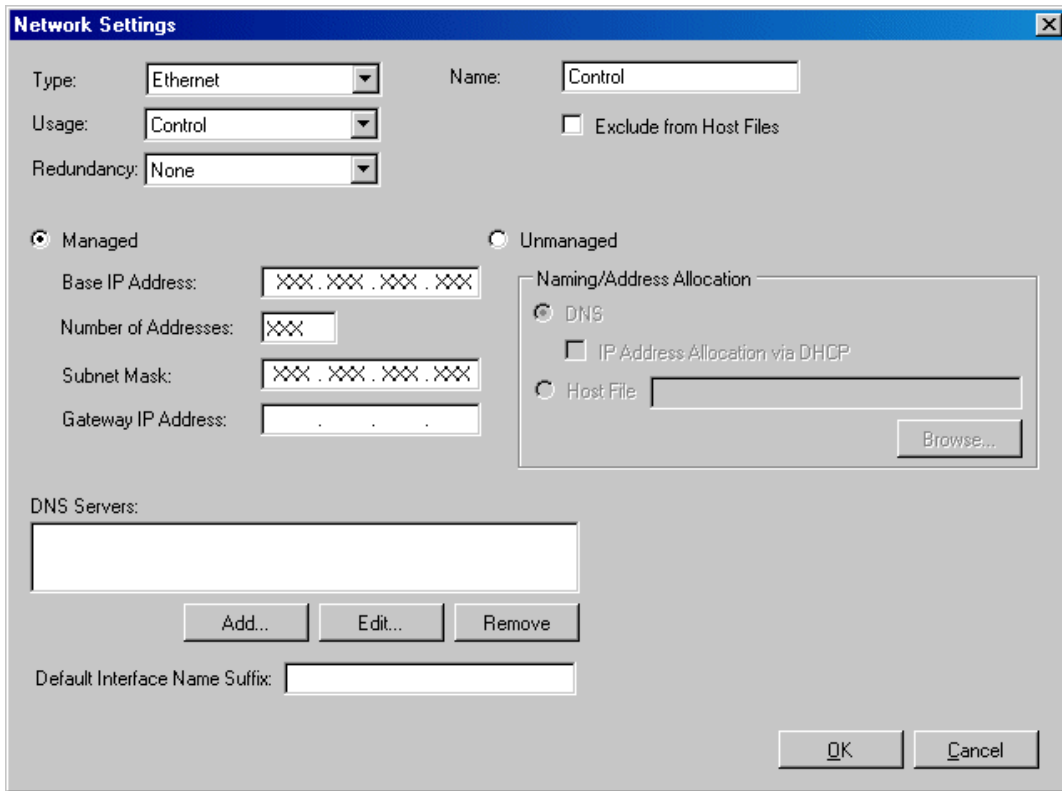 Network Settings
Type: Ethernet Name: Control
Usage: Control Exclude from Host Files
Redundancy: None
Managed Unmanaged
Base IP Address: XXX . XXX . XXX . XXX
Number of Addresses: XXX
Subnet Mask: XXX . XXX . XXX . XXX
Gateway IP Address: . . .
Naming/Address Allocation
DNS
IP Address Allocation via DHCP
Host File
Browse...
DNS Servers:
Add... Edit... Remove
Default Interface Name Suffix:
OK Cancel